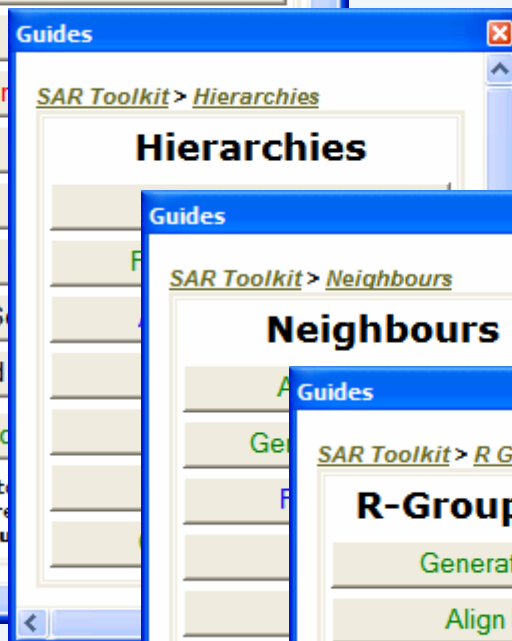 Guides
SAR Toolkit > Hierarchies
Hierarchies
Guides
SAR Toolkit > Neighbours
Neighbours
Guides
SAR Toolkit > R G
R-Group
Generat
Align